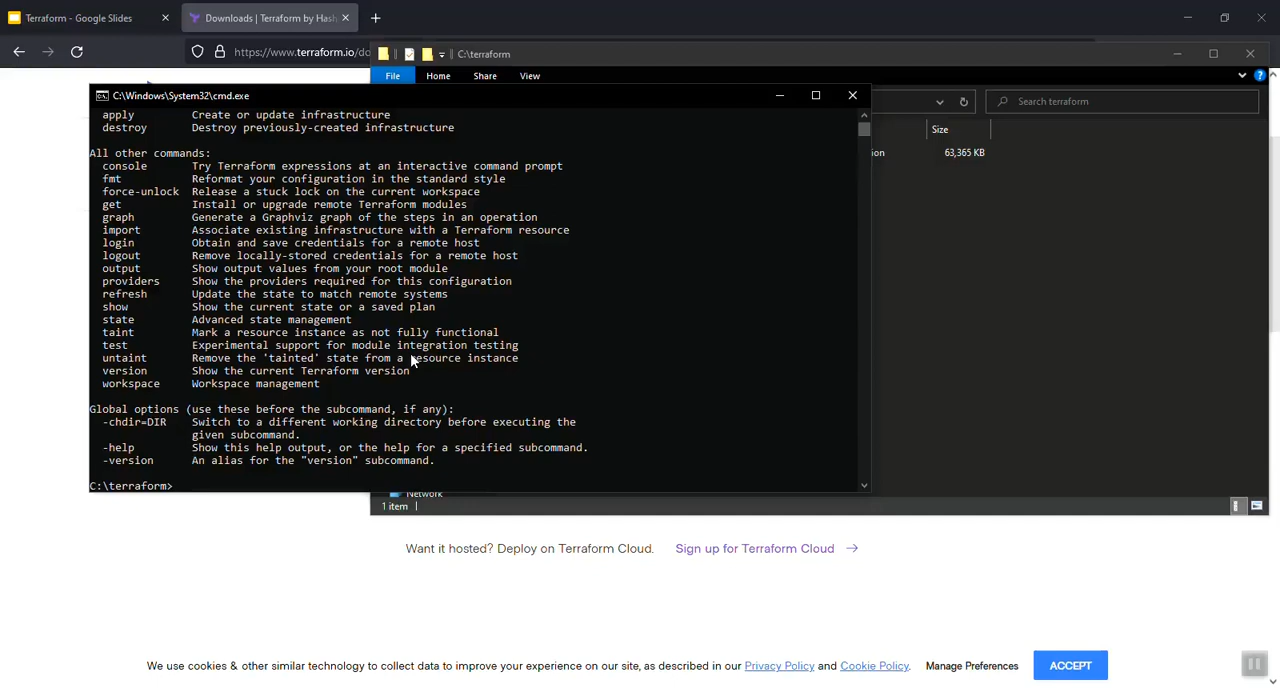 Terraform - Google Slides
Downloads | Terraform by Hash
https://www.terraform.io/do
C:\terraform
File Home Share View
C:\Windows\System32\cmd.exe
Search terraform
Size
ion 63,365 KB
apply Create or update infrastructure
destroy Destroy previously-created infrastructure
All other commands:
console Try Terraform expressions at an interactive command prompt
fmt Reformat your configuration in the standard style
force-unlock Release a stuck lock on the current workspace
get Install or upgrade remote Terraform modules
graph Generate a Graphviz graph of the steps in an operation
import Associate existing infrastructure with a Terraform resource
login Obtain and save credentials for a remote host
logout Remove locally-stored credentials for a remote host
output Show output values from your root module
providers Show the providers required for this configuration
refresh Update the state to match remote systems
show Show the current state or a saved plan
state Advanced state management
taint Mark a resource instance as not fully functional
test Experimental support for module integration testing
untaint Remove the 'tainted' state from a resource instance
version Show the current Terraform version
workspace Workspace management
Global options (use these before the subcommand, if any):
-chdir=DIR Switch to a different working directory before executing the
given subcommand.
-help Show this help output, or the help for a specified subcommand.
-version An alias for the "version" subcommand.
C:\terraform>
Network
1 item
Want it hosted? Deploy on Terraform Cloud. Sign up for Terraform Cloud
We use cookies & other similar technology to collect data to improve your experience on our site, as described in our Privacy Policy and Cookie Policy. Manage Preferences ACCEPT